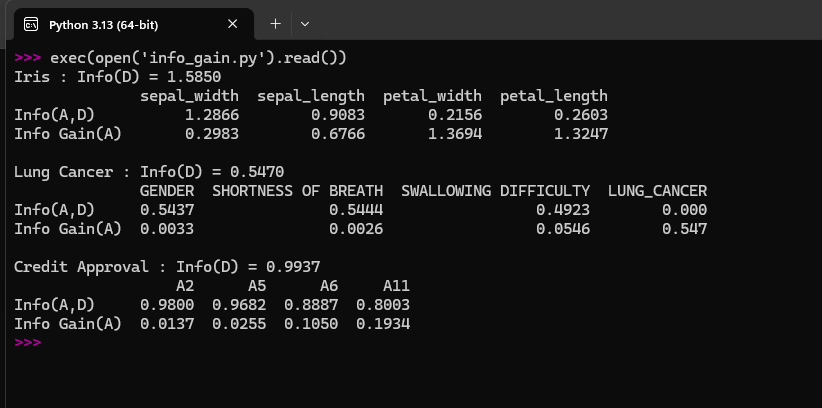 Python 3.13 (64-bit)
>>> exec(open('info_gain.py').read())
Iris : Info(D) = 1.5850
sepal_width sepal_length petal_width petal_length
Info(A,D) 1.2866 0.9083 0.2156 0.2603
Info Gain(A) 0.2983 0.6766 1.3694 1.3247
Lung Cancer : Info(D) = 0.5470
GENDER SHORTNESS OF BREATH SWALLOWING DIFFICULTY LUNG_CANCER
Info(A,D) 0.5437 0.5444 0.4923 0.000
Info Gain(A) 0.0033 0.0026 0.0546 0.547
Credit Approval : Info(D) = 0.9937
A2 A5 A6 A11
Info(A,D) 0.9800 0.9682 0.8887 0.8003
Info Gain(A) 0.0137 0.0255 0.1050 0.1934
>>>